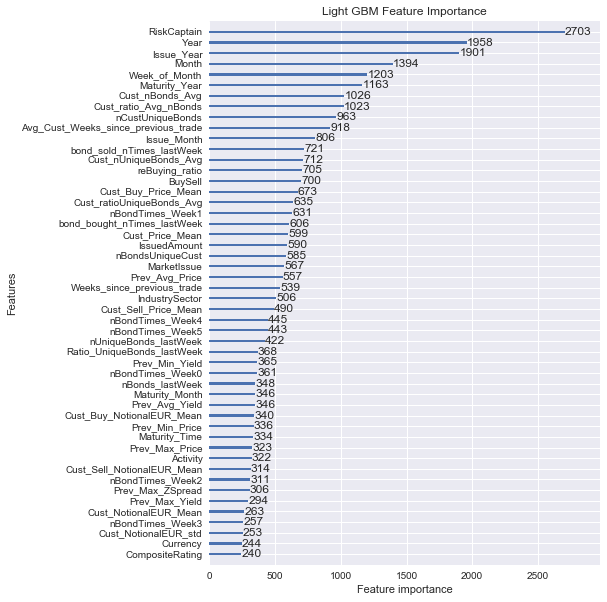 Light GBM Feature Importance
RiskCaptain 2703
Year 1958
Issue_Year 1901
Month 1394
Week_of_Month 1203
Maturity_Year 1163
Cust_nBonds_Avg 1026
Cust_ratio_Avg_nBonds 1023
nCustUniqueBonds 963
Avg_Cust_Weeks_since_previous_trade 918
Issue_Month 806
bond_sold_nTimes_lastWeek 721
Cust_nUniqueBonds_Avg 712
reBuying_ratio 705
BuySell 700
Cust_Buy_Price_Mean 673
Cust_ratioUniqueBonds_Avg 635
nBondTimes_Week1 631
bond_bought_nTimes_lastWeek 606
Cust_Price_Mean 599
IssuedAmount 590
nBondsUniqueCust 585
MarketIssue 567
Prev_Avg_Price 557
Weeks_since_previous_trade 539
IndustrySector 506
Cust_Sell_Price_Mean 490
nBondTimes_Week4 445
nBondTimes_Week5 443
nUniqueBonds_lastWeek 422
Ratio_UniqueBonds_lastWeek 368
Prev_Min_Yield 365
nBondTimes_Week0 361
nBonds_lastWeek 348
Maturity_Month 346
Prev_Avg_Yield 346
Cust_Buy_NotionalEUR_Mean 340
Prev_Min_Price 336
Maturity_Time 334
Prev_Max_Price 323
Activity 322
Cust_Sell_NotionalEUR_Mean 314
nBondTimes_Week2 311
Prev_Max_ZSpread 306
Prev_Max_Yield 294
Cust_NotionalEUR_Mean 263
nBondTimes_Week3 257
Cust_NotionalEUR_std 253
Currency 244
CompositeRating 240
Features
0 500 1000 1500 2000 2500
Feature importance